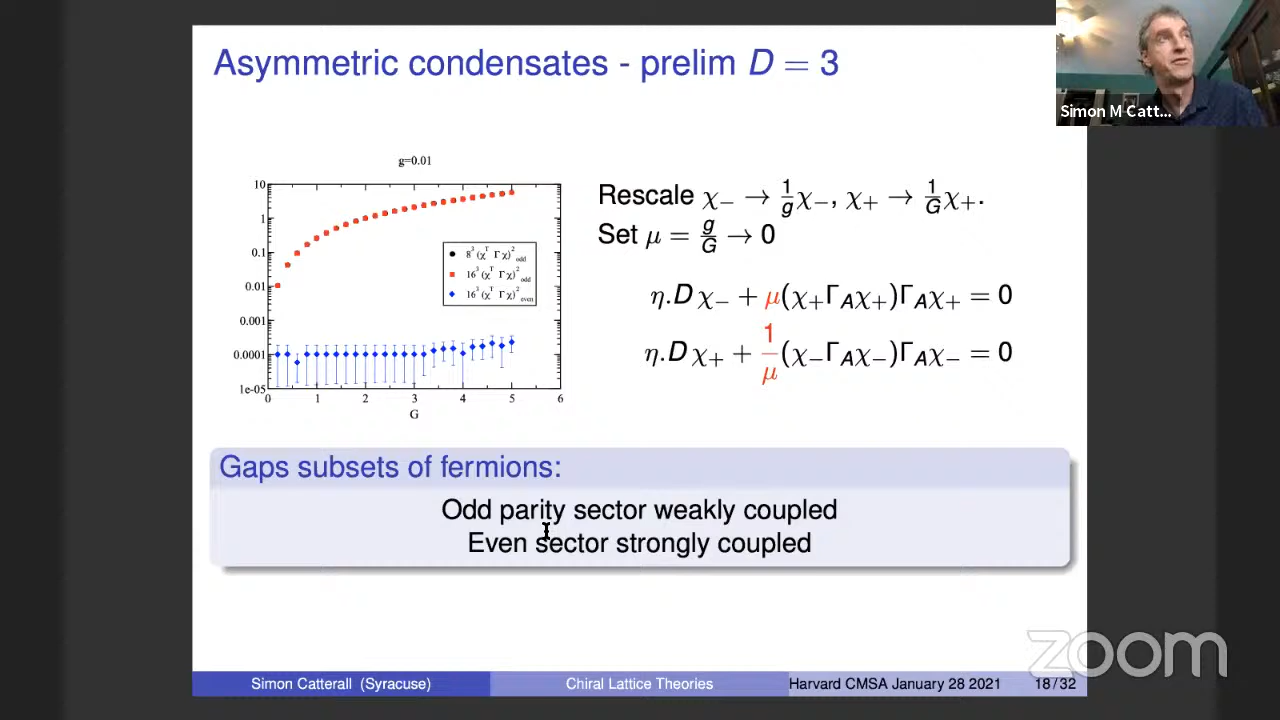 Asymmetric condensates - prelim D = 3
Simon M Catt...
g=0.01
10
1
0.1
0.01
0.001
0.0001
1e-05
0 1 2 3 4 5 6
G
8³ (χᵀ Γ χ)²odd
16³ (χᵀ Γ χ)²odd
16³ (χᵀ Γ χ)²even
Rescale χ₋ → 1/g χ₋, χ₊ → 1/G χ₊.
Set μ = g/G → 0
η.D χ₋ + μ(χ₊Γ_Aχ₊)Γ_Aχ₊ = 0
η.D χ₊ + 1/μ (χ₋Γ_Aχ₋)Γ_Aχ₋ = 0
Gaps subsets of fermions:
Odd parity sector weakly coupled
Even sector strongly coupled
zoom
Simon Catterall (Syracuse) Chiral Lattice Theories Harvard CMSA January 28 2021 18/32